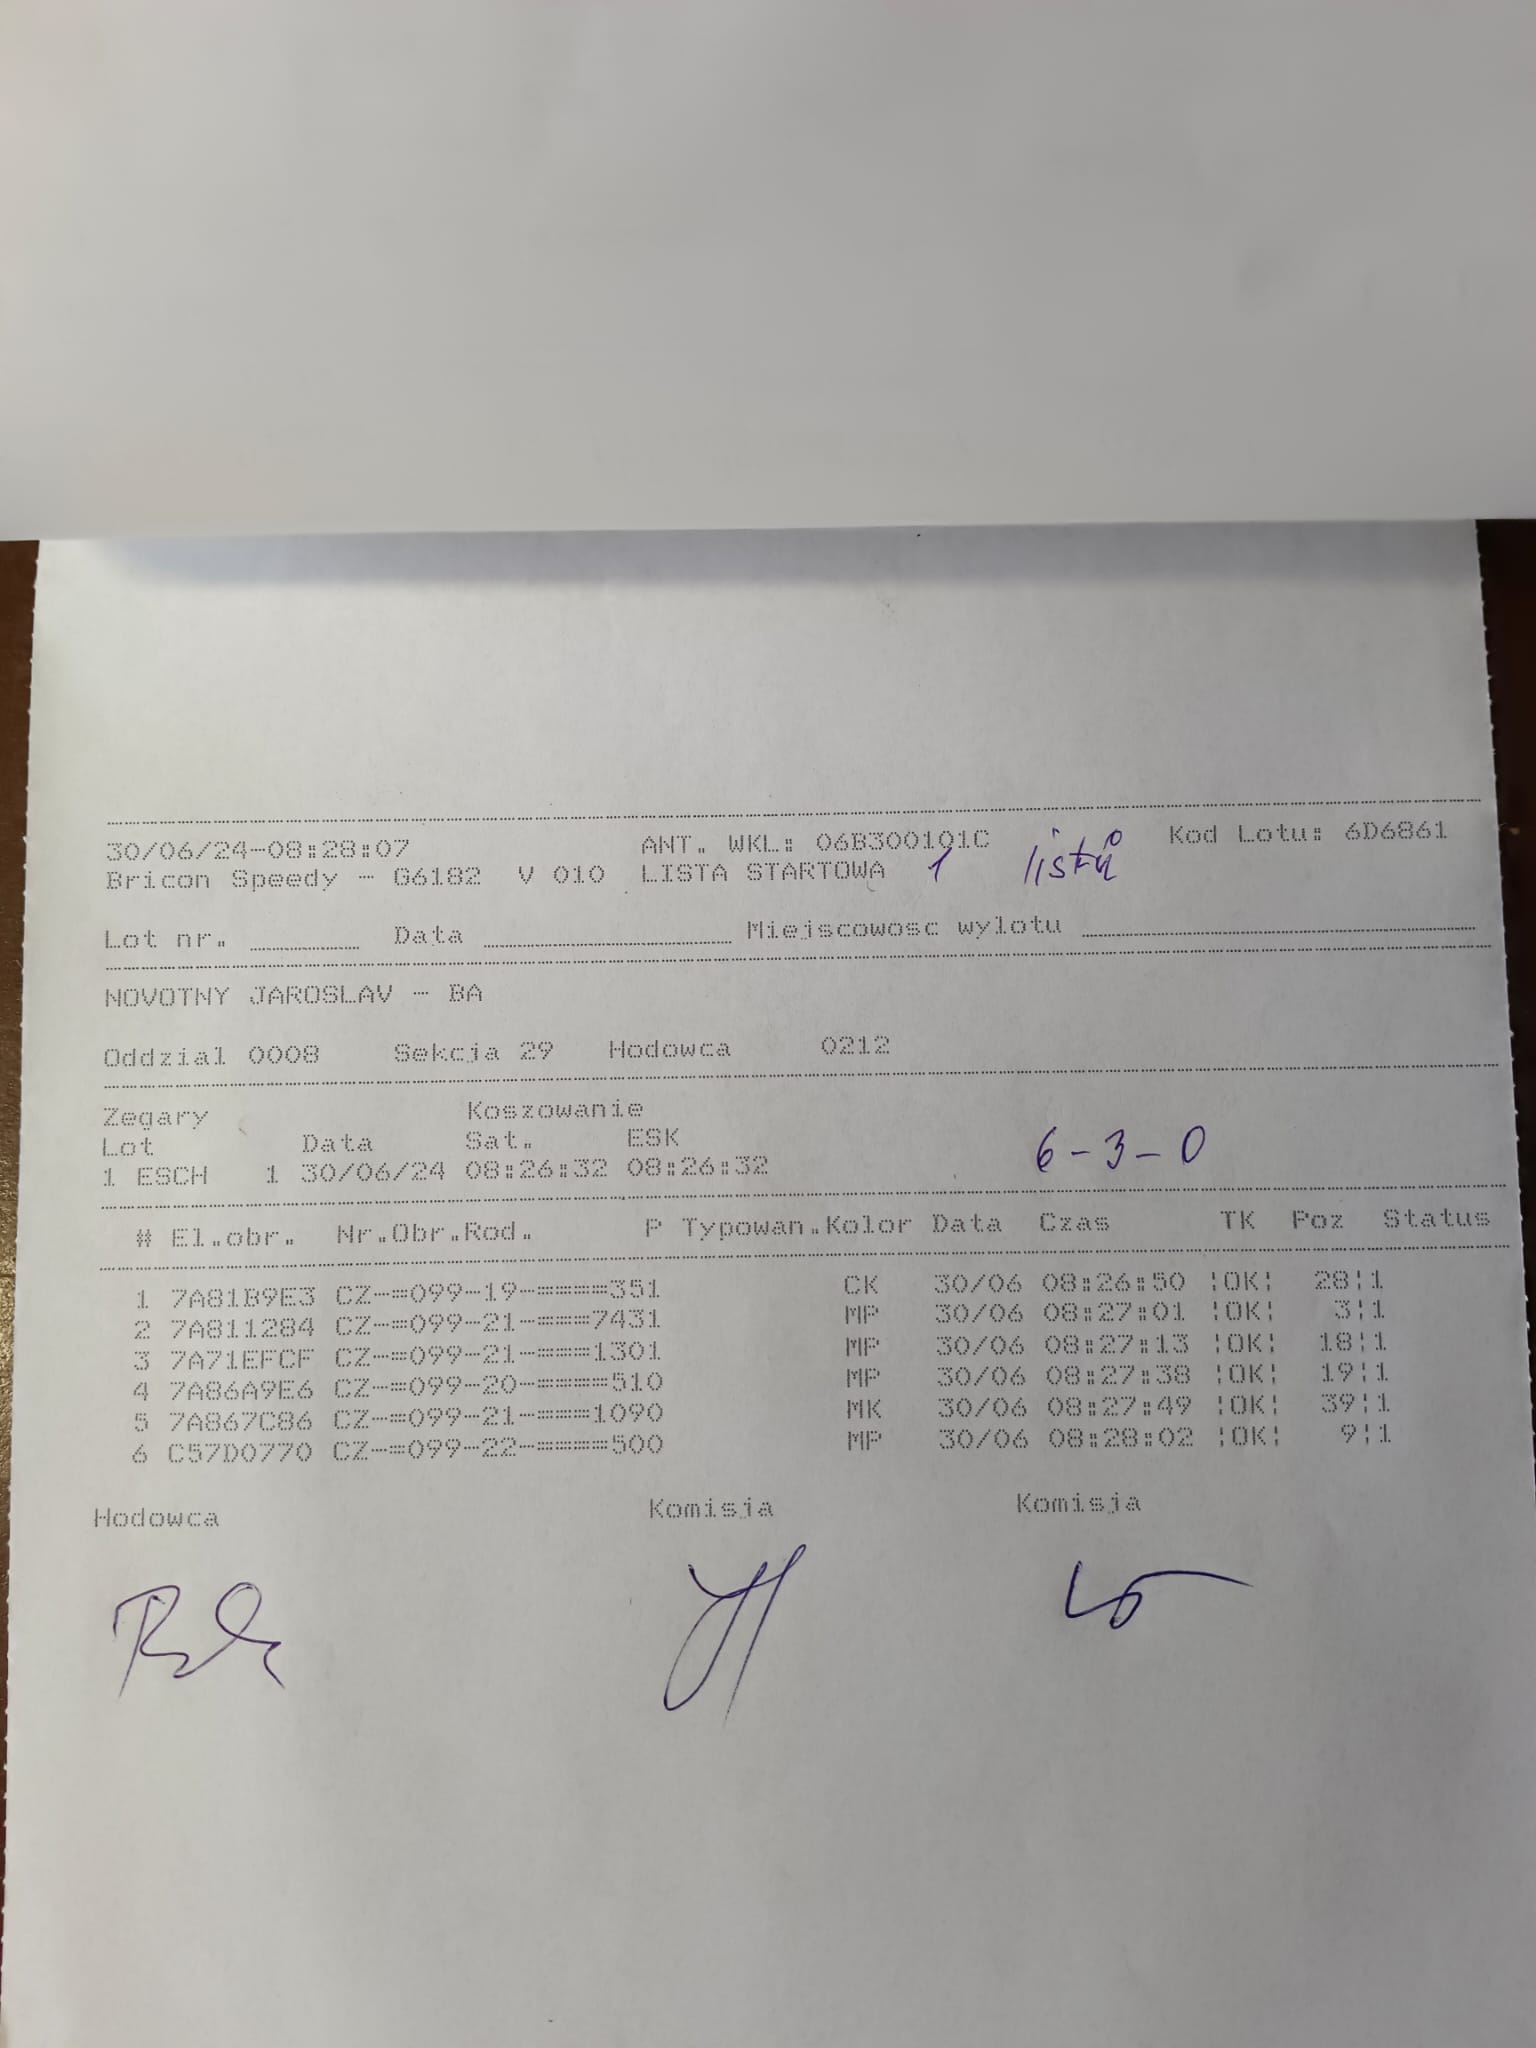 30/06/24-08:28:07 ANT. WKL: 06B300101C Kod Lotu: 6D6861
Bricon Speedy - G6182 V 010 LISTA STARTOWA 1 listů
Lot nr. Data Miejscowosc wylotu
NOVOTNY JAROSLAV - BA
Oddzial 0008 Sekcja 29 Hodowca 0212
Zegary Koszowanie
Lot Data Sat. ESK
1 ESCH 1 30/06/24 08:26:32 08:26:32 6-3-0
# El.obr. Nr.Obr.Rod. P Typowan.Kolor Data Czas TK Poz Status
1 7A81B9E3 CZ-=099-19-=====351 CK 30/06 08:26:50 ¦OK¦ 28¦1
2 7A811284 CZ-=099-21-====7431 MP 30/06 08:27:01 ¦OK¦ 3¦1
3 7A71EFCF CZ-=099-21-====1301 MP 30/06 08:27:13 ¦OK¦ 18¦1
4 7A86A9E6 CZ-=099-20-=====510 MP 30/06 08:27:38 ¦OK¦ 19¦1
5 7A867C86 CZ-=099-21-====1090 MK 30/06 08:27:49 ¦OK¦ 39¦1
6 C57D0770 CZ-=099-22-=====500 MP 30/06 08:28:02 ¦OK¦ 9¦1
Hodowca Komisja Komisja